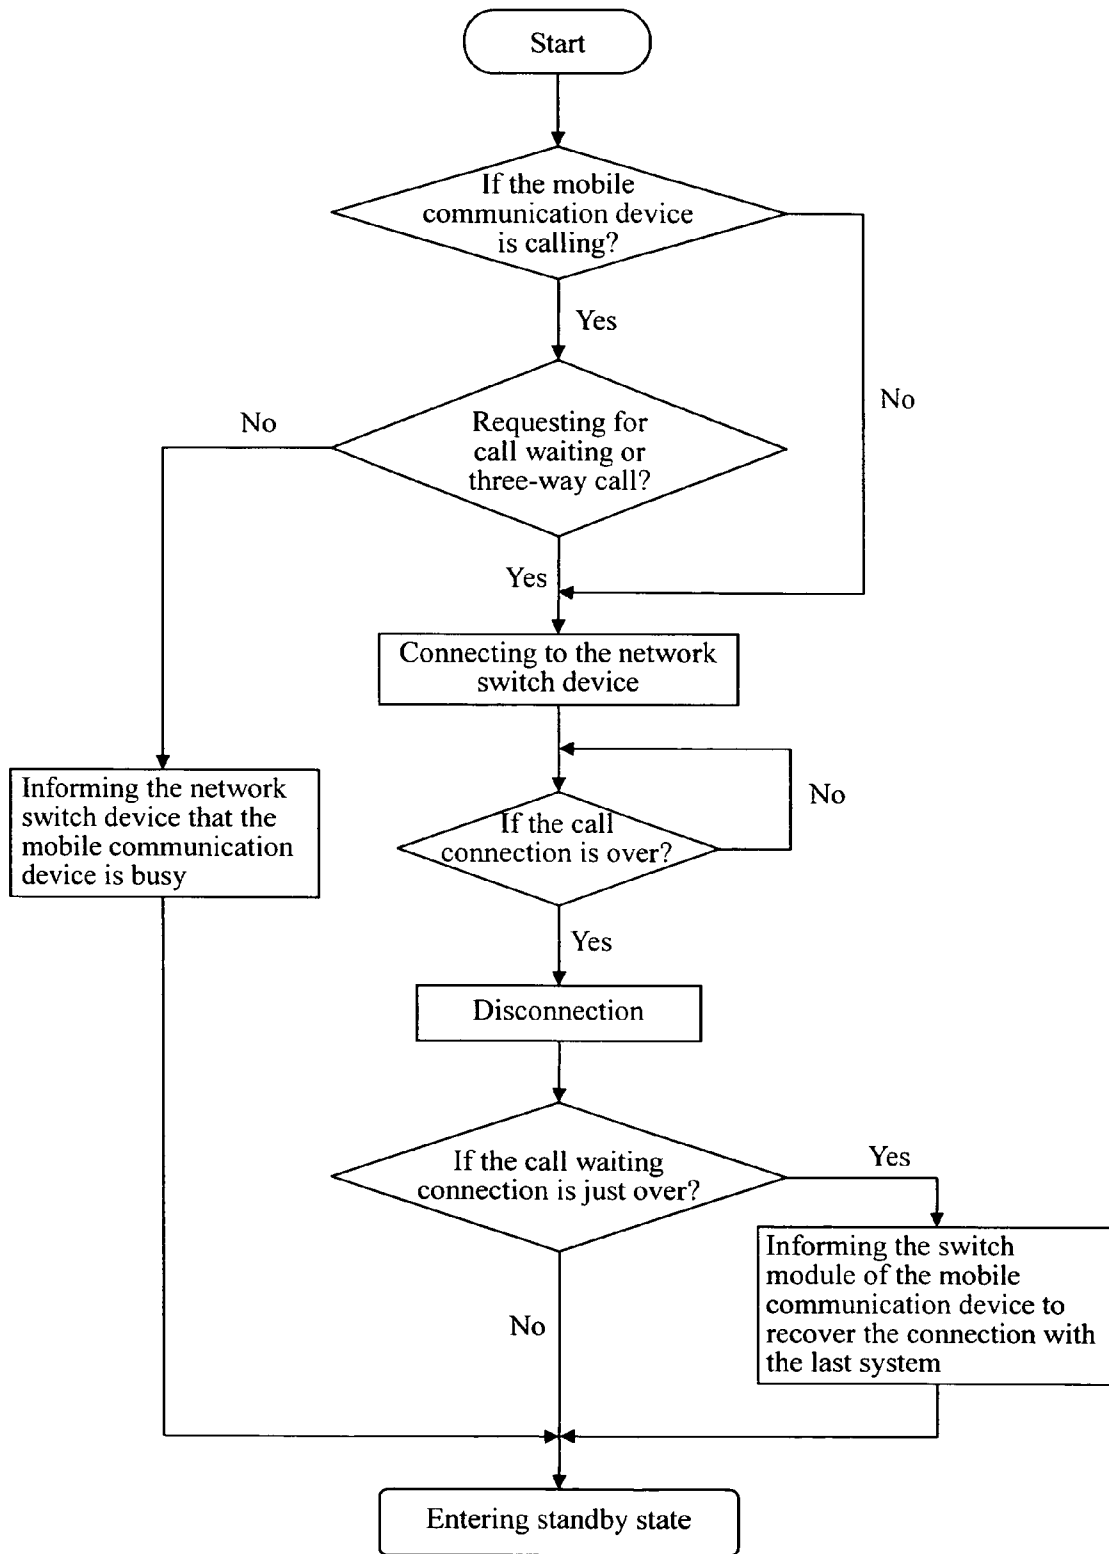 Start
If the mobile
communication device
is calling?
Yes
No
No
Requesting for
call waiting or
three-way call?
Yes
Connecting to the network
switch device
No
Informing the network
switch device that the
mobile communication
device is busy
If the call
connection is over?
Yes
Disconnection
If the call waiting
connection is just over?
Yes
Informing the switch
module of the mobile
communication device to
recover the connection with
the last system
No
Entering standby state